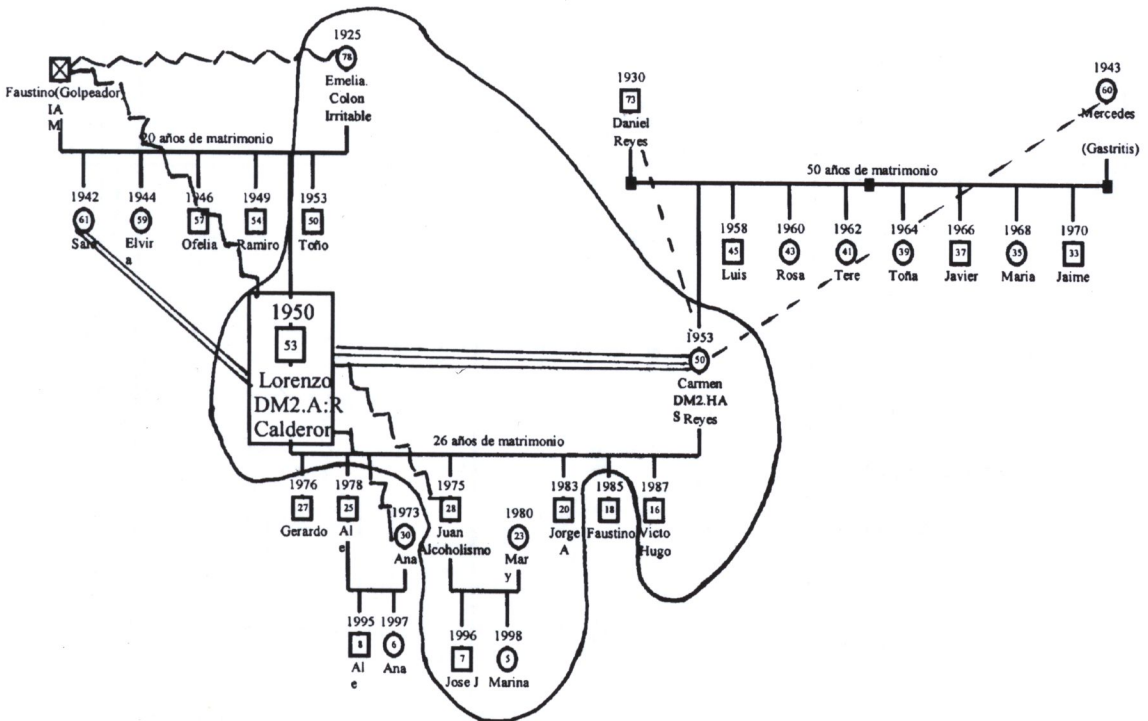 1925
78
Emelia.
Colon
Irritable
Faustino(Golpeador)
IA
M
20 años de matrimonio
1942
61
Sara
1944
59
Elvir
a
1946
57
Ofelia
1949
54
Ramiro
1953
50
Toño
1930
73
Daniel
Reyes
1943
60
Mercedes
(Gastritis)
50 años de matrimonio
1958
45
Luis
1960
43
Rosa
1962
41
Tere
1964
39
Toña
1966
37
Javier
1968
35
Maria
1970
33
Jaime
1950
53
Lorenzo
DM2.A:R
Calderon
1953
50
Carmen
DM2.HA
S Reyes
26 años de matrimonio
1976
27
Gerardo
1978
25
Al
e
1973
30
Ana
1975
28
Juan
Alcoholismo
1980
23
Mar
y
1983
20
Jorge
A
1985
18
Faustino
1987
16
Victo
Hugo
1995
8
Al
e
1997
6
Ana
1996
7
Jose J
1998
5
Marina